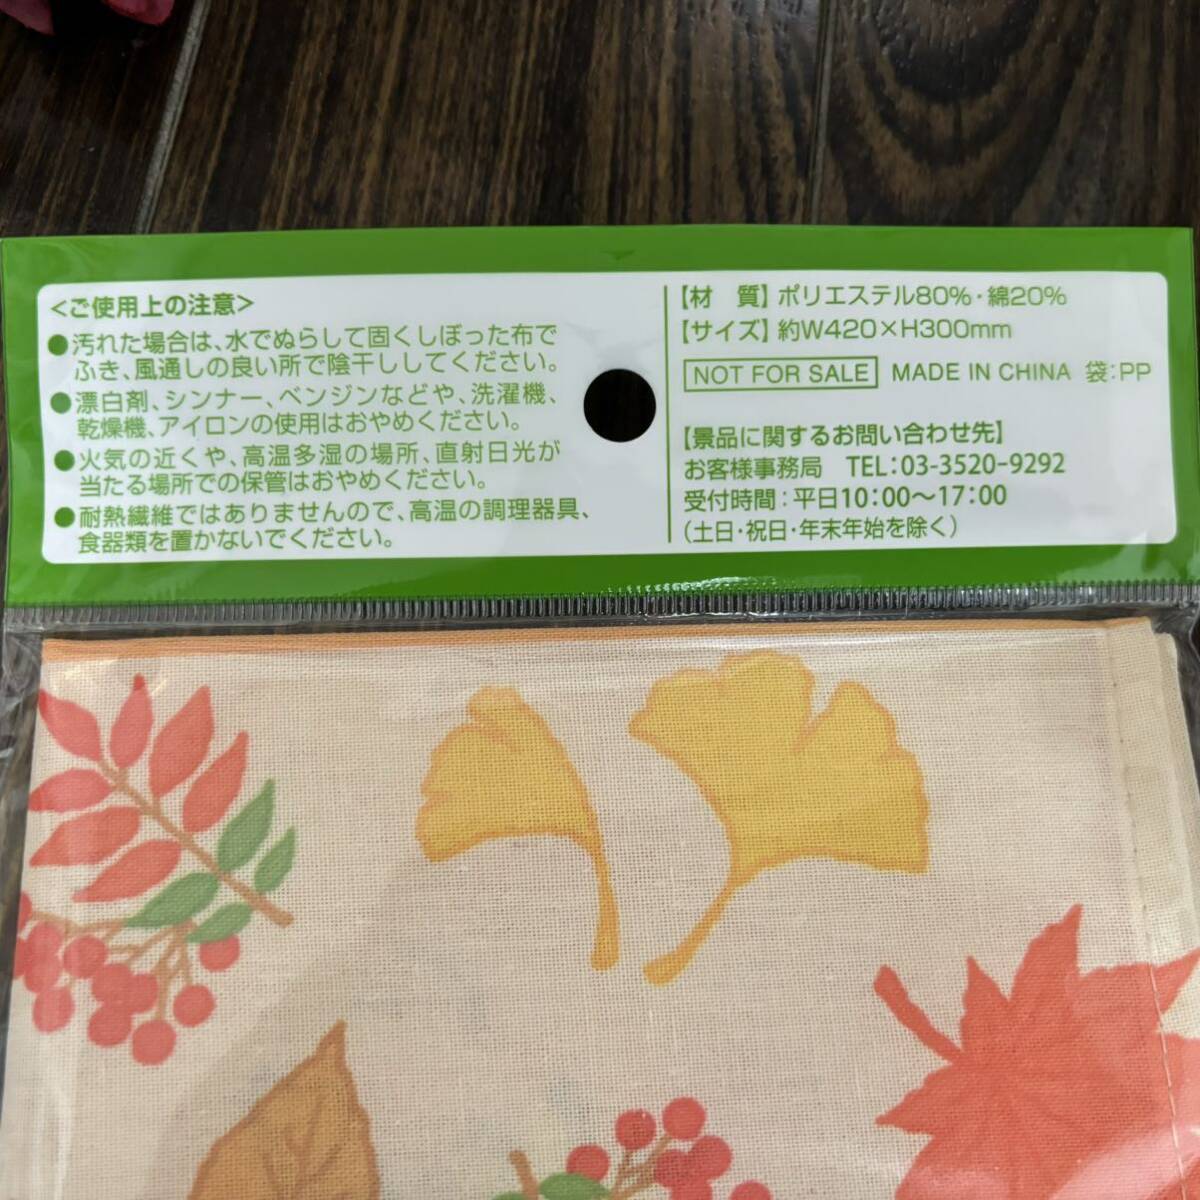 <ご使用上の注意>
●汚れた場合は、水でぬらして固くしぼった布で
ふき、風通しの良い所で陰干ししてください。
●漂白剤、シンナー、ベンジンなどや、洗濯機、
乾燥機、アイロンの使用はおやめください。
●火気の近くや、高温多湿の場所、直射日光が
当たる場所での保管はおやめください。
●耐熱繊維ではありませんので、高温の調理器具、
食器類を置かないでください。
【材 質】ポリエステル80%・綿20%
【サイズ】約W420×H300mm
NOT FOR SALE MADE IN CHINA 袋:PP
【景品に関するお問い合わせ先】
お客様事務局 TEL:03-3520-9292
受付時間:平日10:00〜17:00
(土日・祝日・年末年始を除く)